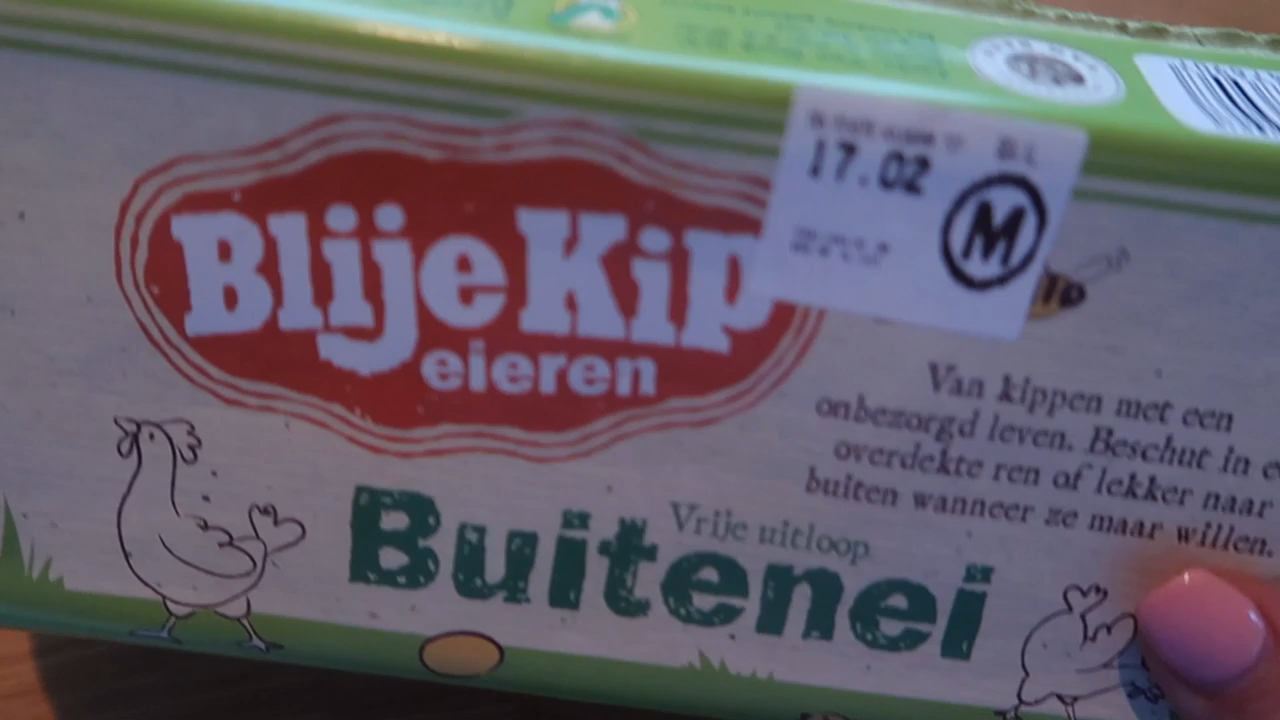 17.02
M
Blije Kip
eieren
Van kippen met een
onbezorgd leven. Beschut in
overdekte ren of lekker naar
buiten wanneer ze maar willen.
Vrije uitloop
Buitenei